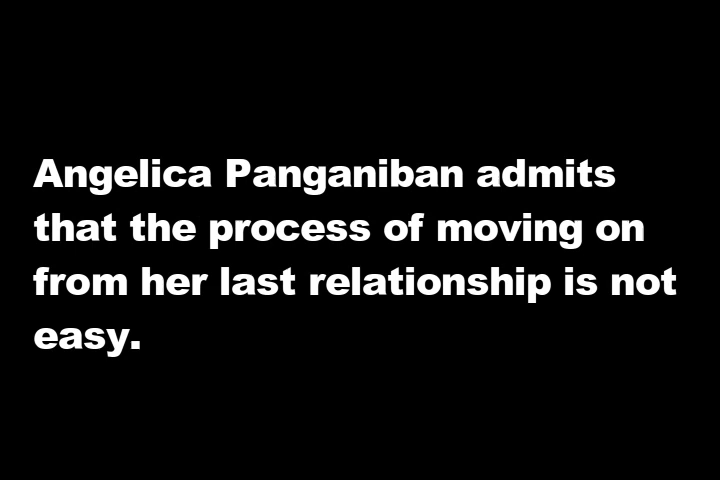 Angelica Panganiban admits
that the process of moving on
from her last relationship is not
easy.